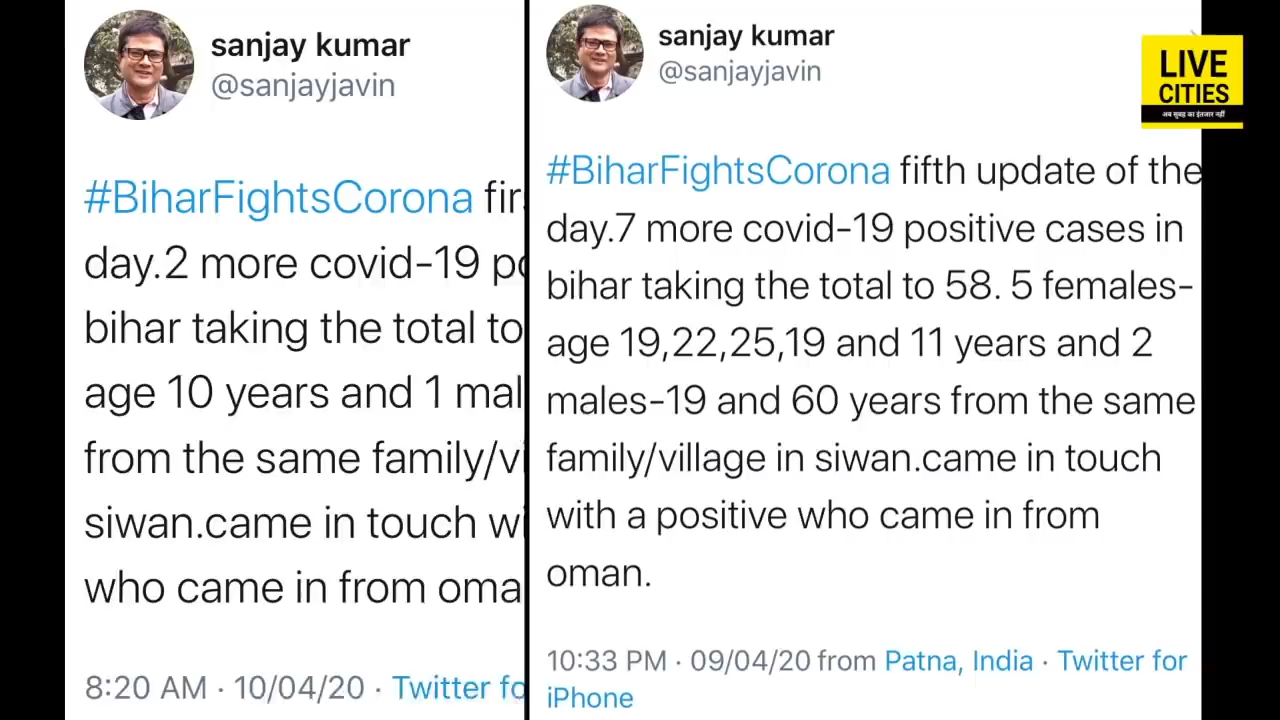 sanjay kumar
@sanjayjavin
#BiharFightsCorona
day.2 more covid-19
bihar taking the total to
age 10 years and 1
from the same
siwan.came in touch
who came in from
8:20 AM · 10/04/20 · Twitter
sanjay kumar
@sanjayjavin
#BiharFightsCorona fifth update of the
day.7 more covid-19 positive cases in
bihar taking the total to 58. 5 females-
age 19,22,25,19 and 11 years and 2
males-19 and 60 years from the same
family/village in siwan.came in touch
with a positive who came in from
oman.
10:33 PM · 09/04/20 from Patna, India · Twitter for
iPhone
LIVE
CITIES
अब सुबह का इंतजार नहीं